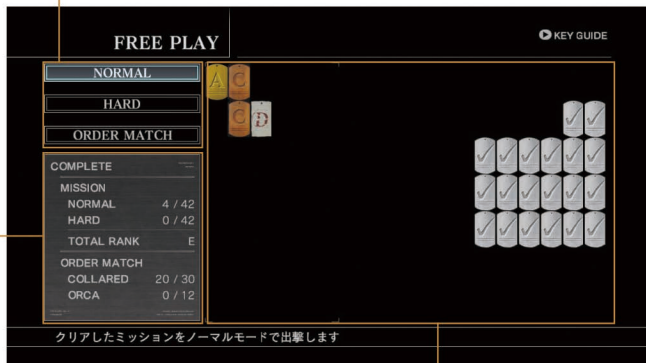 FREE PLAY
KEY GUIDE
NORMAL
HARD
ORDER MATCH
A C
C D
COMPLETE
MISSION
NORMAL 4 / 42
HARD 0 / 42
TOTAL RANK E
ORDER MATCH
COLLARED 20 / 30
ORCA 0 / 12
クリアしたミッションをノーマルモードで出撃します